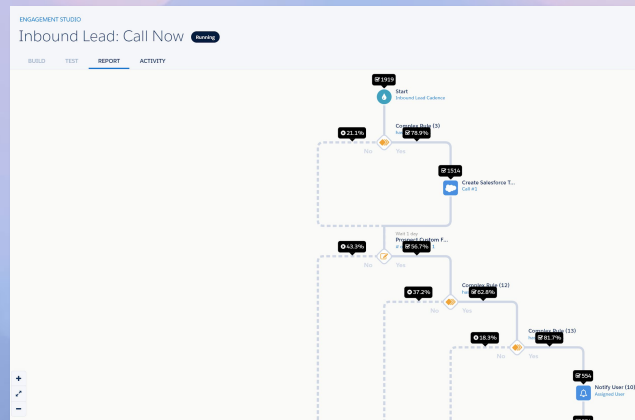 ENGAGEMENT STUDIO
Inbound Lead: Call Now Running
BUILD TEST REPORT ACTIVITY
1919
Start
Inbound Lead Cadence
Complex Rule (3)
21.1% 78.9%
No Yes
1514
Create Salesforce T...
Call #1
Wait 1 day
Prospect Custom F...
43.3% 56.7%
No Yes
Complex Rule (12)
37.2% 62.8%
No Yes
Complex Rule (13)
18.3% 81.7%
No Yes
554
Notify User (10)
Assigned User